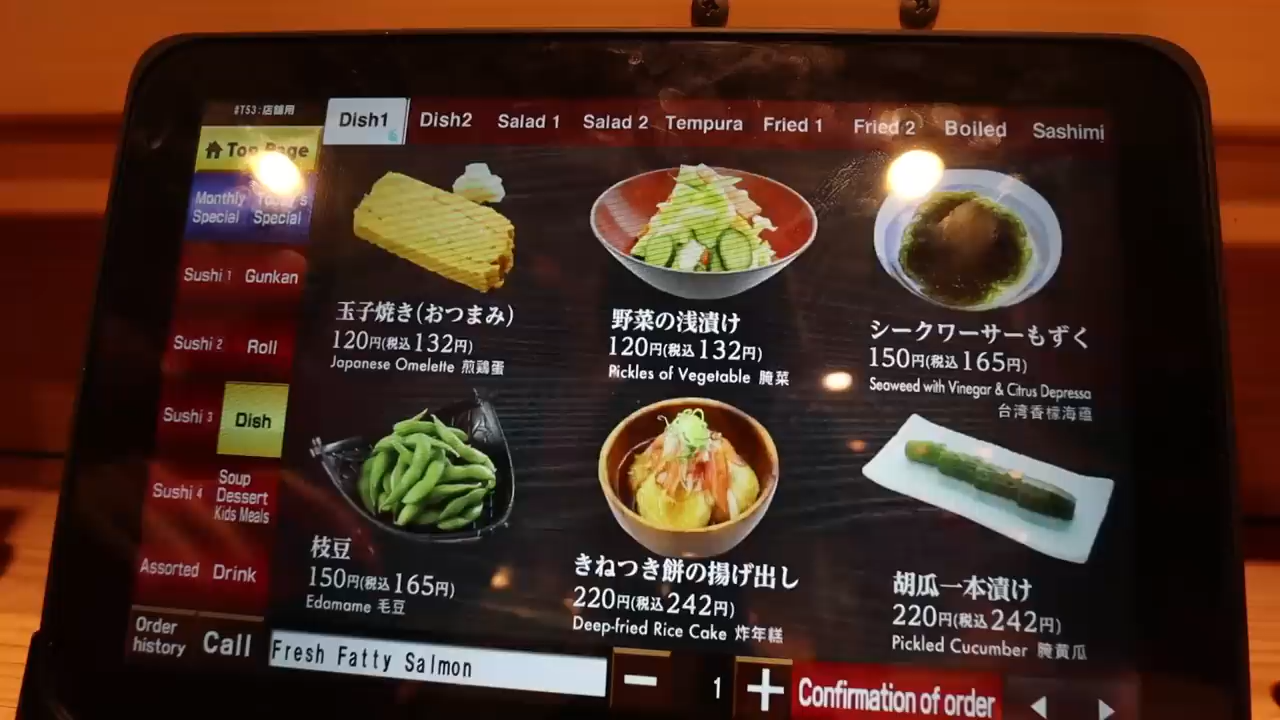 #T53:店舗用
Top Page
Monthly Special
Today's Special
Sushi 1
Gunkan
Sushi 2
Roll
Sushi 3
Dish
Sushi 4
Soup
Dessert
Kids Meals
Assorted
Drink
Order history
Call
Dish1
Dish2
Salad 1
Salad 2
Tempura
Fried 1
Fried 2
Boiled
Sashimi
玉子焼き(おつまみ)
120円(税込132円)
Japanese Omelette 煎鶏蛋
野菜の浅漬け
120円(税込132円)
Pickles of Vegetable 腌菜
シークワーサーもずく
150円(税込165円)
Seaweed with Vinegar & Citrus Depressa
台湾香檬海蕴
枝豆
150円(税込165円)
Edamame 毛豆
きねつき餅の揚げ出し
220円(税込242円)
Deep-fried Rice Cake 炸年糕
胡瓜一本漬け
220円(税込242円)
Pickled Cucumber 腌黄瓜
Fresh Fatty Salmon
－
1
＋
Confirmation of order